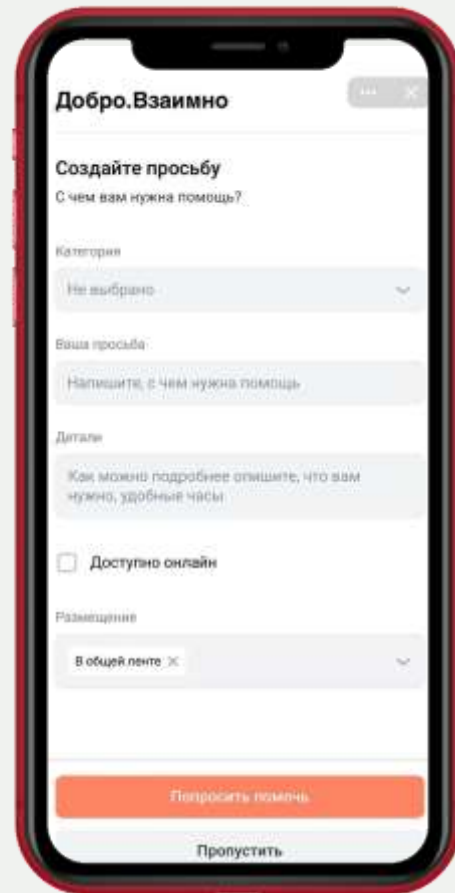 Добро.Взаимно
Создайте просьбу
С чем вам нужна помощь?
Категория
Не выбрано
Ваша просьба
Напишите, с чем нужна помощь
Детали
Как можно подробнее опишите, что вам
нужно, удобные часы
Доступно онлайн
Размещение
В общей ленте ×
Попросить помочь
Пропустить